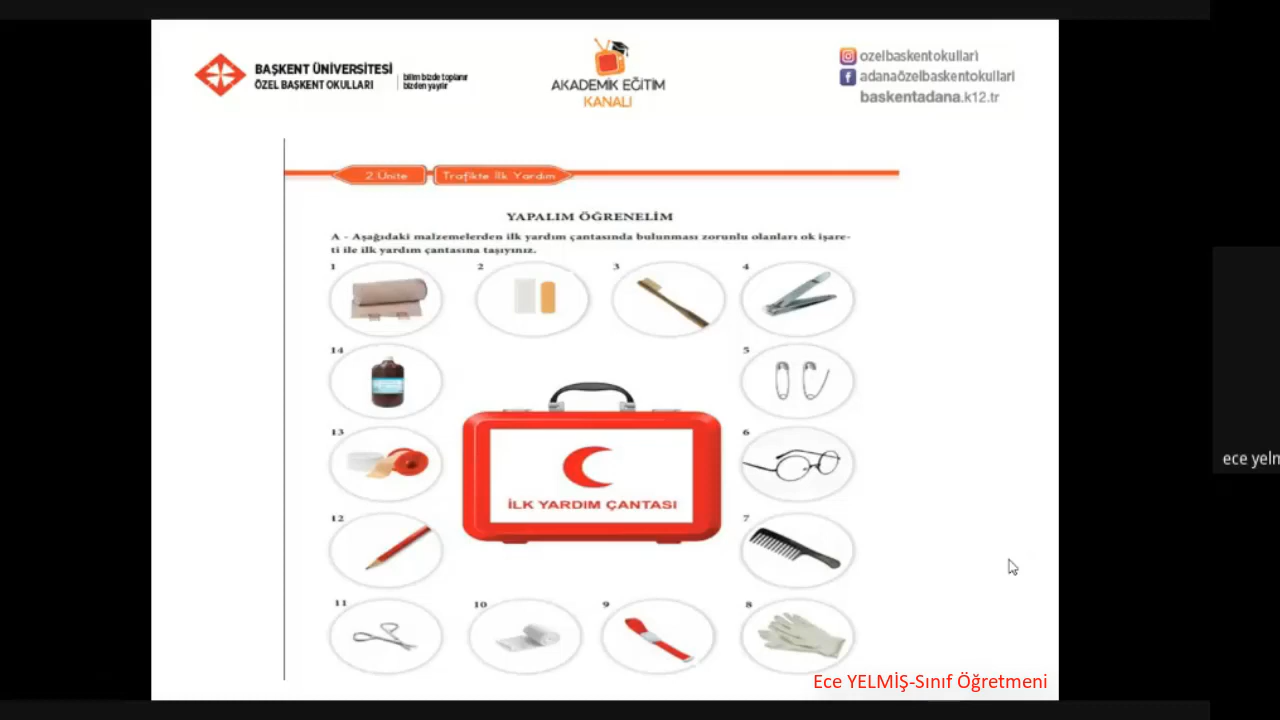 BAŞKENT ÜNİVERSİTESİ
ÖZEL BAŞKENT OKULLARI
bilim bizde toplanır
bizden yayılır
AKADEMİK EĞİTİM
KANALI
ozelbaskentokullari
adanaözelbaskentokullari
baskentadana.k12.tr
2.Ünite
Trafikte İlk Yardım
YAPALIM ÖĞRENELİM
A - Aşağıdaki malzemelerden ilk yardım çantasında bulunması zorunlu olanları ok işare-
ti ile ilk yardım çantasına taşıyınız.
1
2
3
4
14
5
13
6
İLK YARDIM ÇANTASI
12
7
11
10
9
8
Ece YELMİŞ-Sınıf Öğretmeni
ece yelm